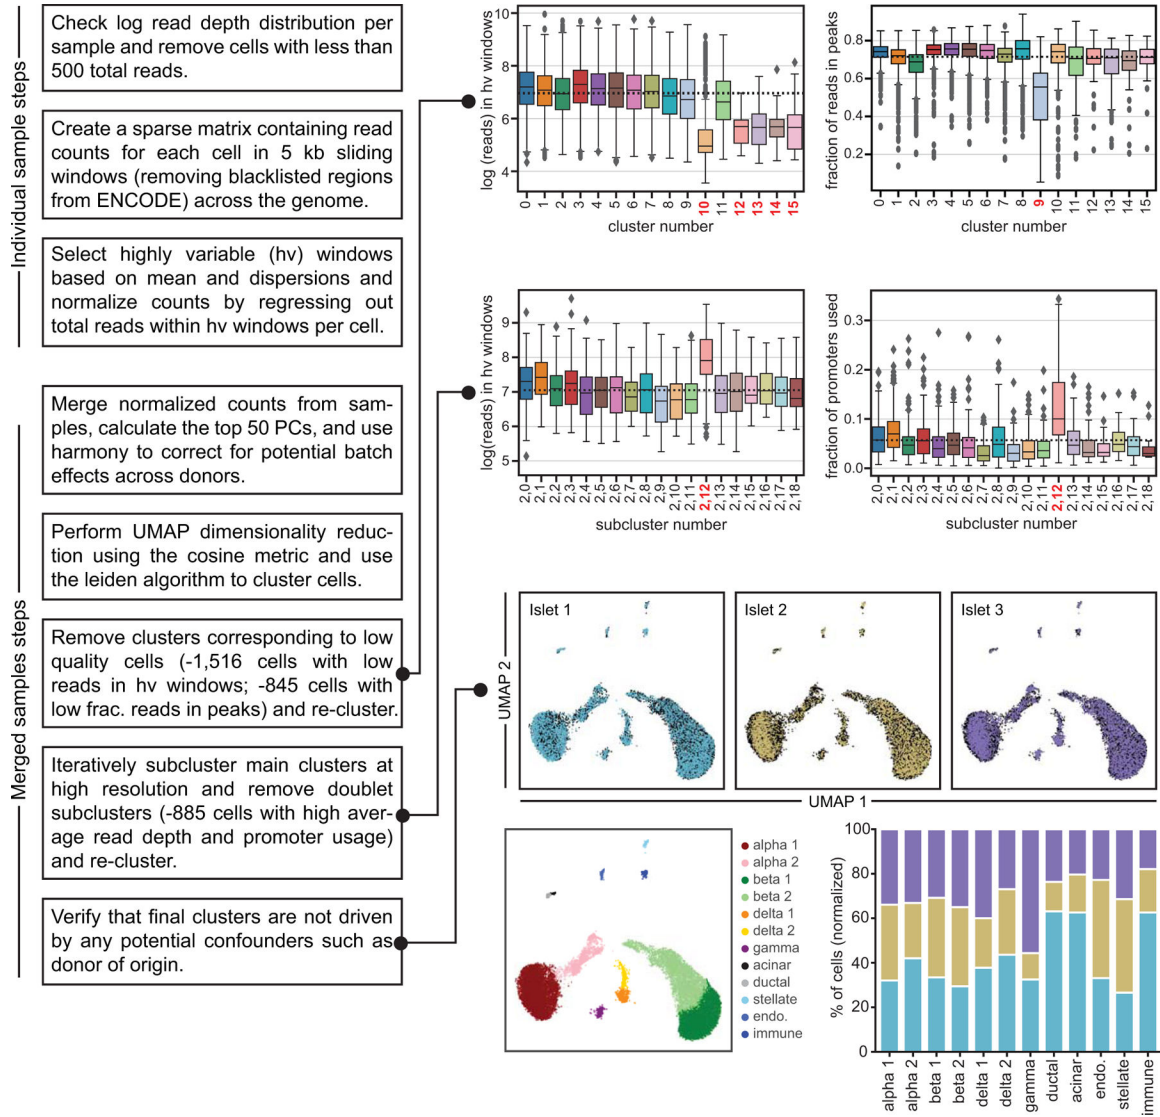 Individual sample steps
Check log read depth distribution per
sample and remove cells with less than
500 total reads.
Create a sparse matrix containing read
counts for each cell in 5 kb sliding
windows (removing blacklisted regions
from ENCODE) across the genome.
Select highly variable (hv) windows
based on mean and dispersions and
normalize counts by regressing out
total reads within hv windows per cell.
Merged samples steps
Merge normalized counts from sam-
ples, calculate the top 50 PCs, and use
harmony to correct for potential batch
effects across donors.
Perform UMAP dimensionality reduc-
tion using the cosine metric and use
the leiden algorithm to cluster cells.
Remove clusters corresponding to low
quality cells (-1,516 cells with low
reads in hv windows; -845 cells with
low frac. reads in peaks) and re-cluster.
Iteratively subcluster main clusters at
high resolution and remove doublet
subclusters (-885 cells with high aver-
age read depth and promoter usage)
and re-cluster.
Verify that final clusters are not driven
by any potential confounders such as
donor of origin.
log (reads) in hv windows
10
8
6
4
0 1 2 3 4 5 6 7 8 9 10 11 12 13 14 15
cluster number
fraction of reads in peaks
0.8
0.6
0.4
0.2
0 1 2 3 4 5 6 7 8 9 10 11 12 13 14 15
cluster number
log(reads) in hv windows
9
8
7
6
5
2,0 2,1 2,2 2,3 2,4 2,5 2,6 2,7 2,8 2,9 2,10 2,11 2,12 2,13 2,14 2,15 2,16 2,17 2,18
subcluster number
fraction of promoters used
0.3
0.2
0.1
0.0
2,0 2,1 2,2 2,3 2,4 2,5 2,6 2,7 2,8 2,9 2,10 2,11 2,12 2,13 2,14 2,15 2,16 2,17 2,18
subcluster number
UMAP 2
Islet 1
Islet 2
Islet 3
UMAP 1
alpha 1
alpha 2
beta 1
beta 2
delta 1
delta 2
gamma
acinar
ductal
stellate
endo.
immune
% of cells (normalized)
100
80
60
40
20
0
alpha 1
alpha 2
beta 1
beta 2
delta 1
delta 2
gamma
ductal
acinar
endo.
stellate
immune